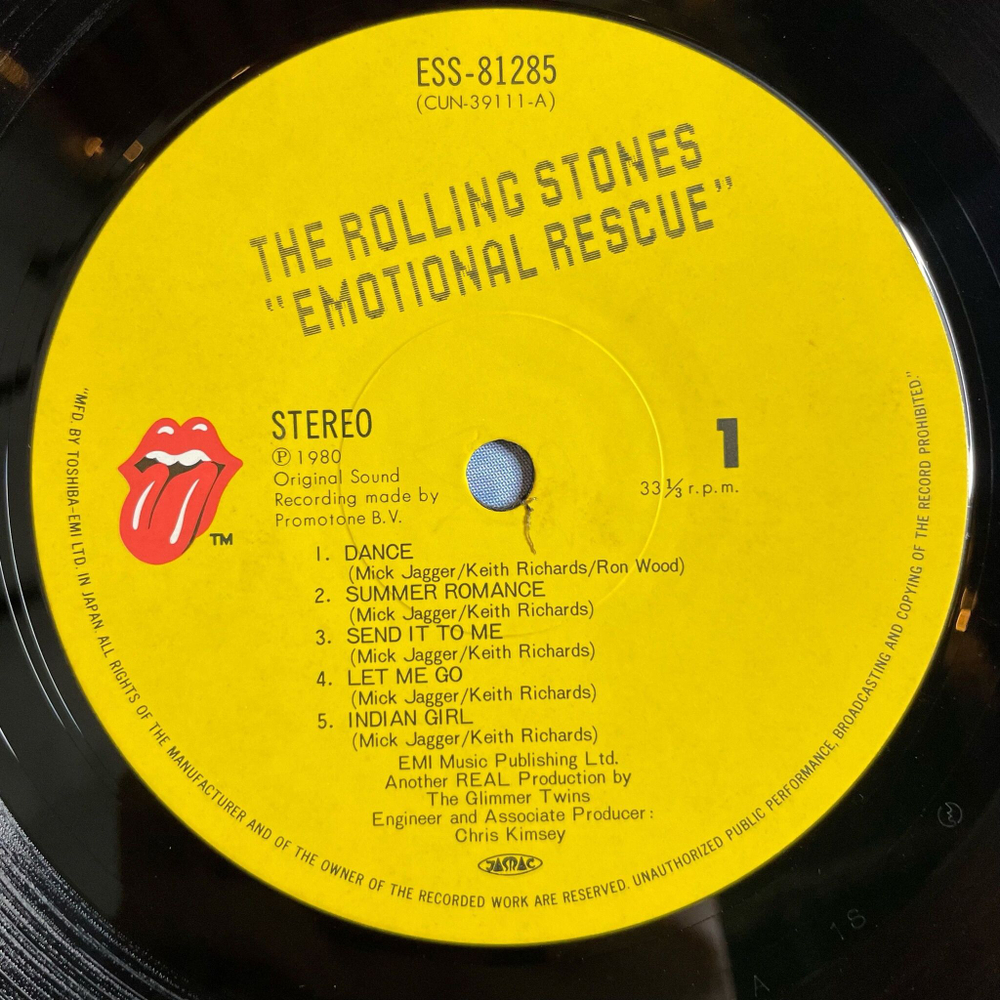 ESS-81285
(CUN-39111-A)
THE ROLLING STONES
"EMOTIONAL RESCUE"
STEREO
Ⓟ 1980
Original Sound
Recording made by
Promotone B.V.
1
33 ⅓ r.p.m.
TM
1. DANCE
(Mick Jagger/Keith Richards/Ron Wood)
2. SUMMER ROMANCE
(Mick Jagger/Keith Richards)
3. SEND IT TO ME
(Mick Jagger/Keith Richards)
4. LET ME GO
(Mick Jagger/Keith Richards)
5. INDIAN GIRL
(Mick Jagger/Keith Richards)
EMI Music Publishing Ltd.
Another REAL Production by
The Glimmer Twins
Engineer and Associate Producer:
Chris Kimsey
JASRAC
"MFD. BY TOSHIBA-EMI LTD. IN JAPAN. ALL RIGHTS OF THE MANUFACTURER AND OF THE OWNER OF THE RECORDED WORK ARE RESERVED. UNAUTHORIZED PUBLIC PERFORMANCE, BROADCASTING AND COPYING OF THE RECORD PROHIBITED."